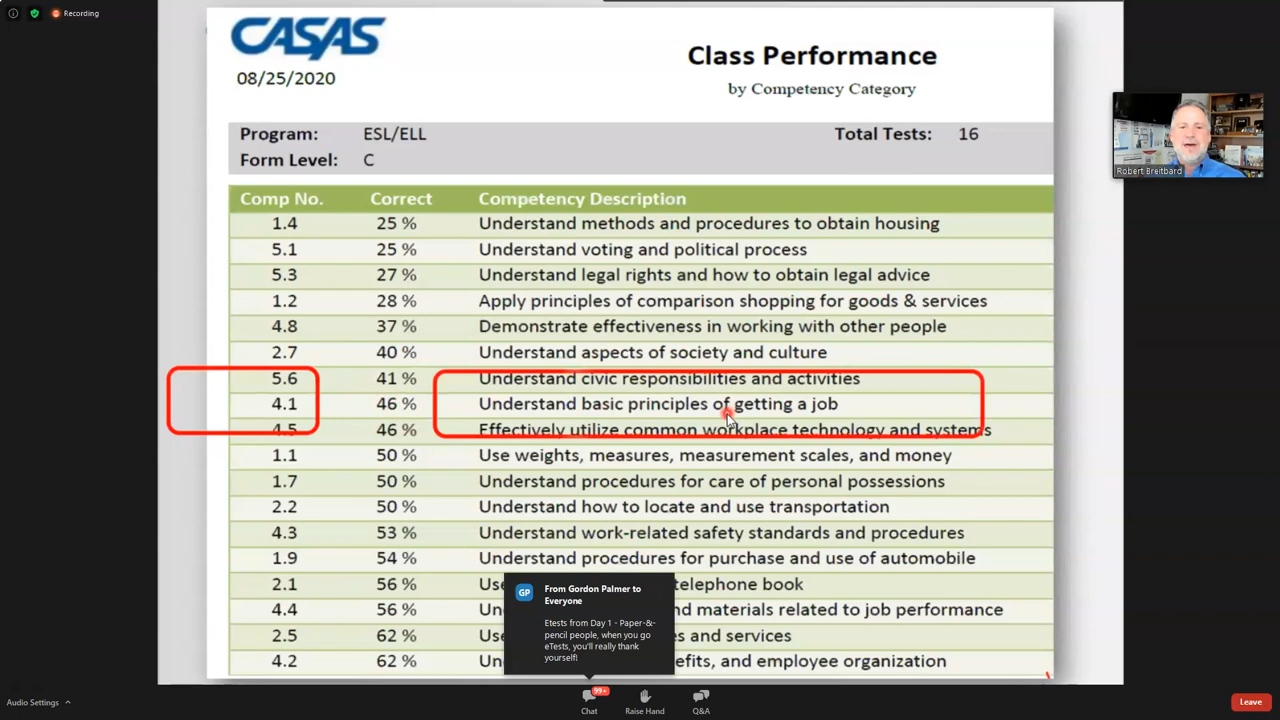 Recording
CASAS
08/25/2020
Class Performance
by Competency Category
Program: ESL/ELL Total Tests: 16
Form Level: C
Comp No. Correct Competency Description
1.4 25 % Understand methods and procedures to obtain housing
5.1 25 % Understand voting and political process
5.3 27 % Understand legal rights and how to obtain legal advice
1.2 28 % Apply principles of comparison shopping for goods & services
4.8 37 % Demonstrate effectiveness in working with other people
2.7 40 % Understand aspects of society and culture
5.6 41 % Understand civic responsibilities and activities
4.1 46 % Understand basic principles of getting a job
4.5 46 % Effectively utilize common workplace technology and systems
1.1 50 % Use weights, measures, measurement scales, and money
1.7 50 % Understand procedures for care of personal possessions
2.2 50 % Understand how to locate and use transportation
4.3 53 % Understand work-related safety standards and procedures
1.9 54 % Understand procedures for purchase and use of automobile
2.1 56 % Use telephone book
4.4 56 % Un nd materials related to job performance
2.5 62 % Use es and services
4.2 62 % Un efits, and employee organization
Robert Breitbard
GP
From Gordon Palmer to
Everyone
Etests from Day 1 - Paper-&-
pencil people, when you go
eTests, you'll really thank
yourself!
Audio Settings
99+
Chat
Raise Hand
Q&A
Leave